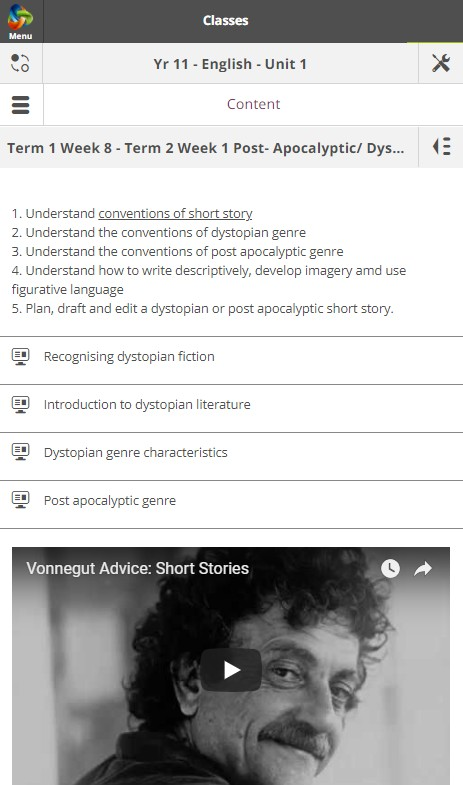 Classes
Menu
Yr 11 - English - Unit 1
Content
Term 1 Week 8 - Term 2 Week 1 Post- Apocalyptic/ Dys...
1. Understand conventions of short story
2. Understand the conventions of dystopian genre
3. Understand the conventions of post apocalyptic genre
4. Understand how to write descriptively, develop imagery amd use
figurative language
5. Plan, draft and edit a dystopian or post apocalyptic short story.
Recognising dystopian fiction
Introduction to dystopian literature
Dystopian genre characteristics
Post apocalyptic genre
Vonnegut Advice: Short Stories